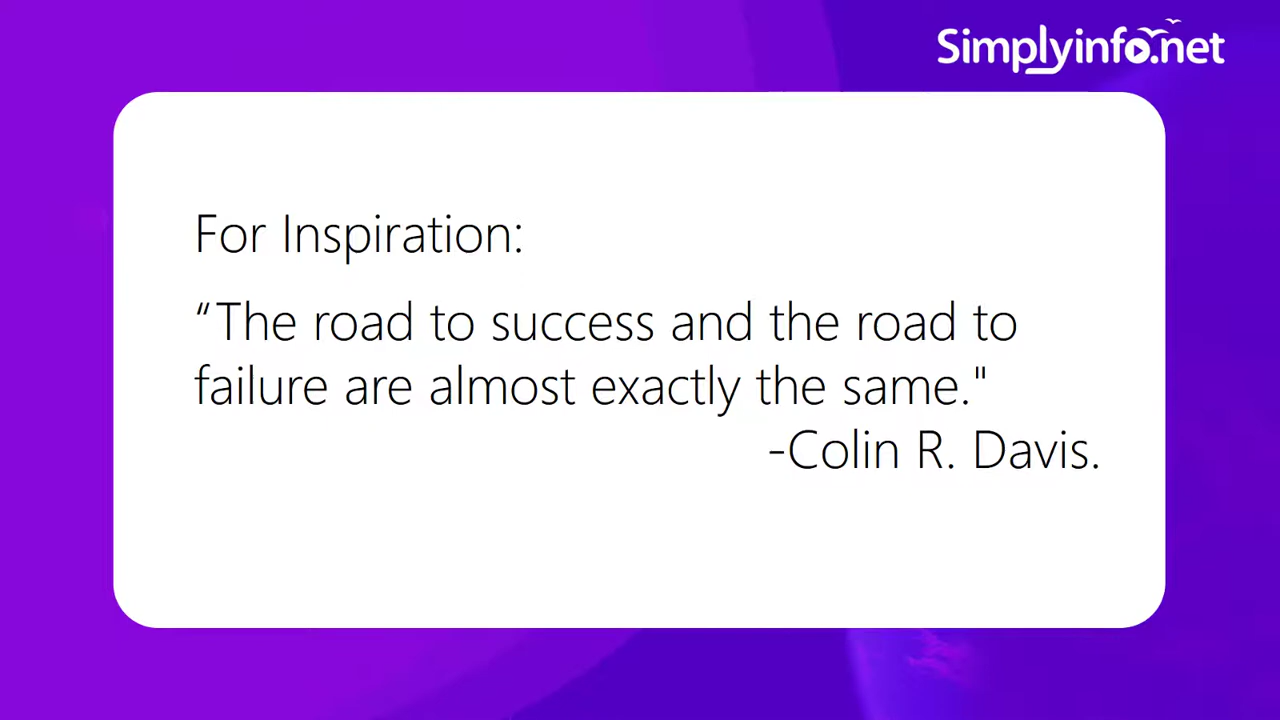 Simplyinfo.net
For Inspiration:
“The road to success and the road to
failure are almost exactly the same."
-Colin R. Davis.